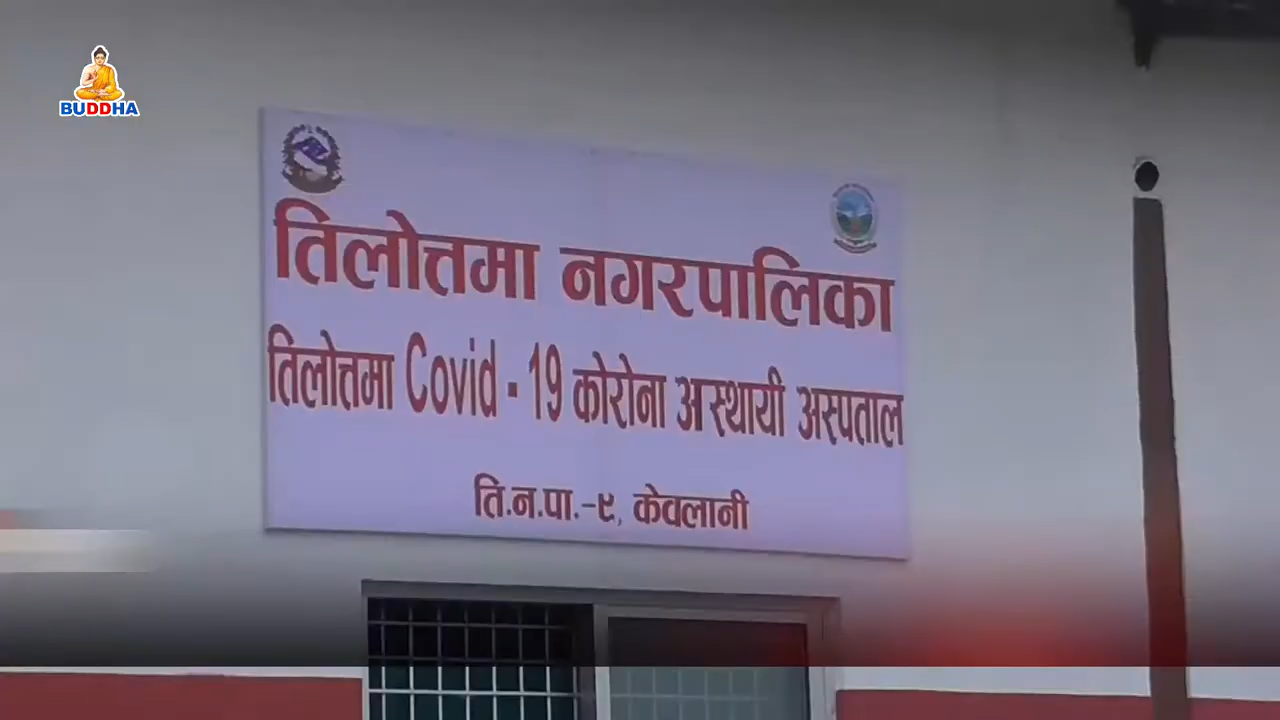 BUDDHA
तिलोत्तमा नगरपालिका
तिलोत्तमा Covid - 19 कोरोना अस्थायी अस्पताल
ति.न.पा.-९, केवलानी